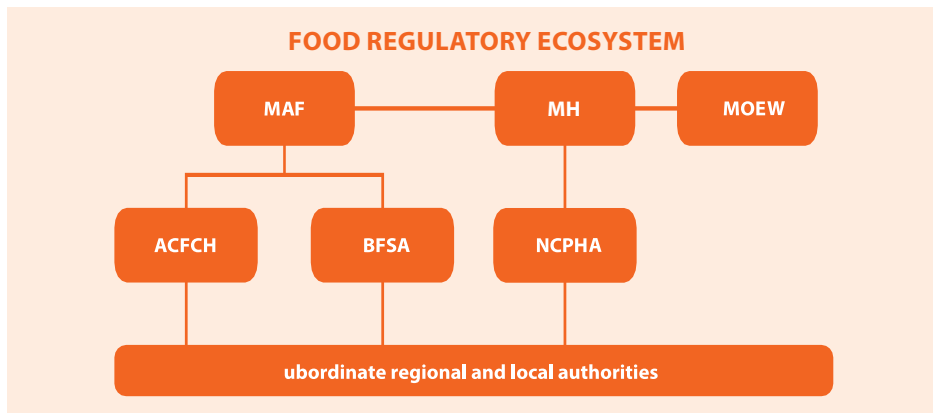 FOOD REGULATORY ECOSYSTEM
MAF
MH
MOEW
ACFCH
BFSA
NCPHA
ubordinate regional and local authorities